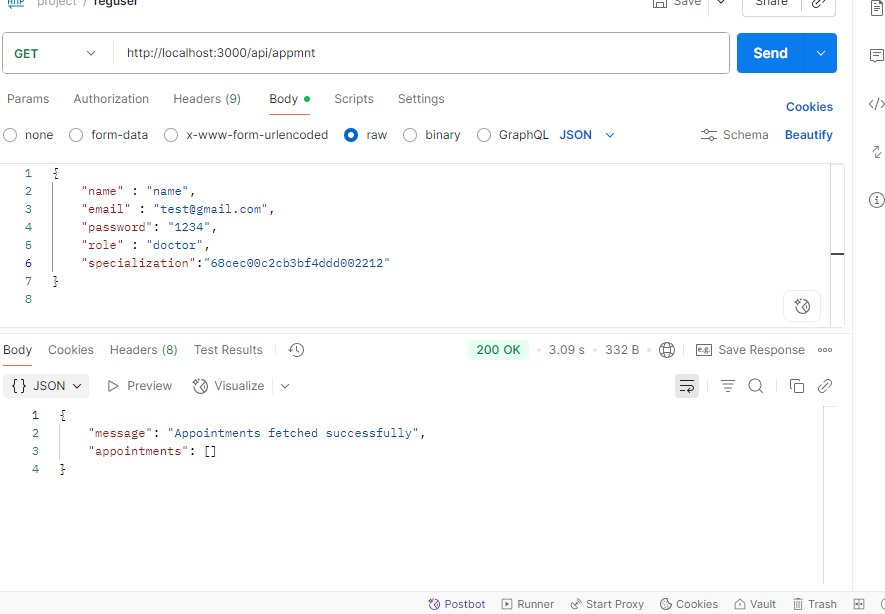 HTTP project / reguser Save Share
GET http://localhost:3000/api/appmnt Send
Params Authorization Headers (9) Body Scripts Settings Cookies
none form-data x-www-form-urlencoded raw binary GraphQL JSON Schema Beautify
1 {
2 "name" : "name",
3 "email" : "test@gmail.com",
4 "password": "1234",
5 "role" : "doctor",
6 "specialization":"68cec00c2cb3bf4ddd002212"
7 }
8
Body Cookies Headers (8) Test Results 200 OK • 3.09 s • 332 B • e.g. Save Response
{} JSON Preview Visualize
1 {
2 "message": "Appointments fetched successfully",
3 "appointments": []
4 }
Postbot Runner Start Proxy Cookies Vault Trash